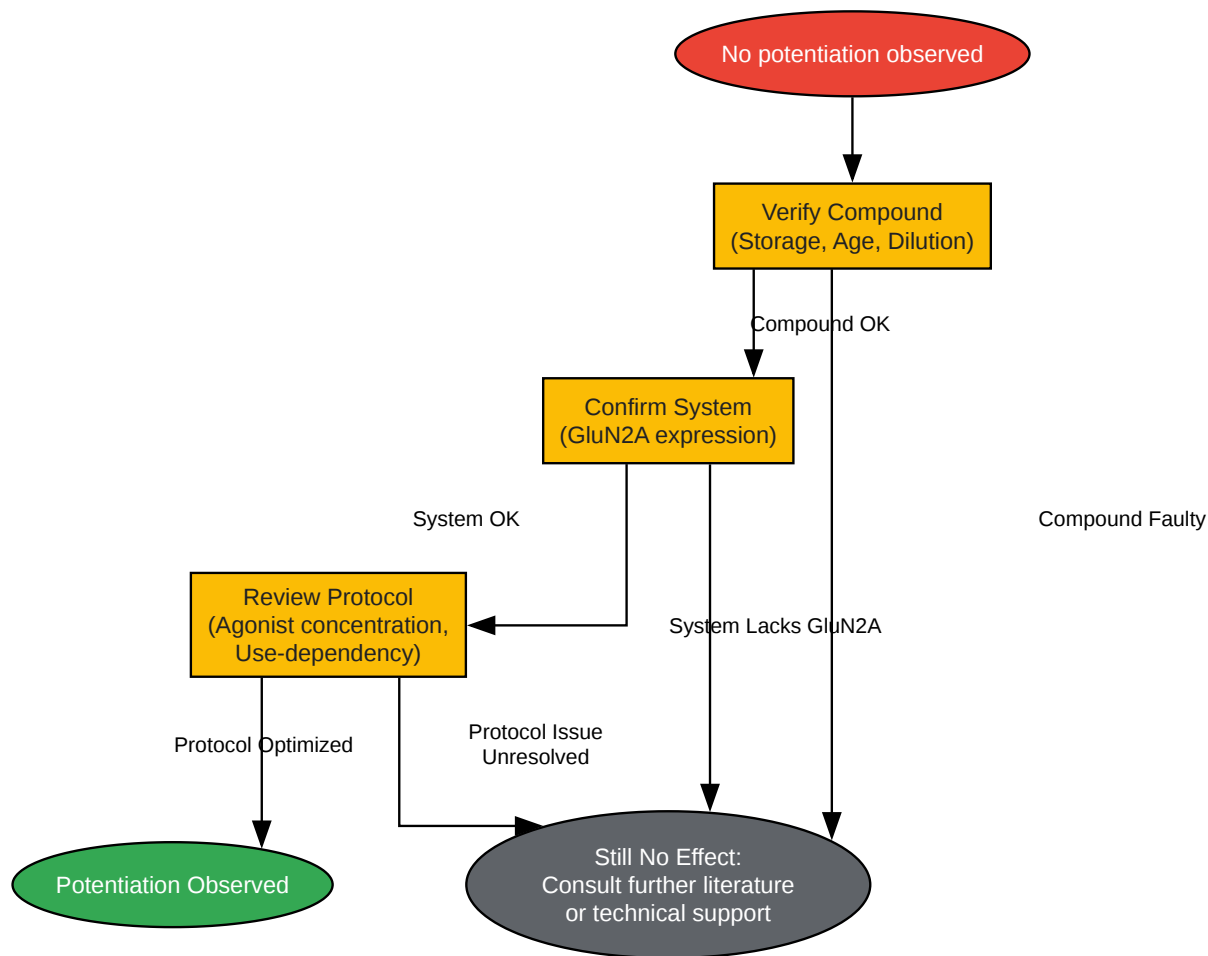 No potentiation observed
Verify Compound
(Storage, Age, Dilution)
Compound OK
Confirm System
(GluN2A expression)
System OK
Compound Faulty
Review Protocol
(Agonist concentration,
Use-dependency)
System Lacks GluN2A
Protocol Optimized
Protocol Issue
Unresolved
Potentiation Observed
Still No Effect:
Consult further literature
or technical support